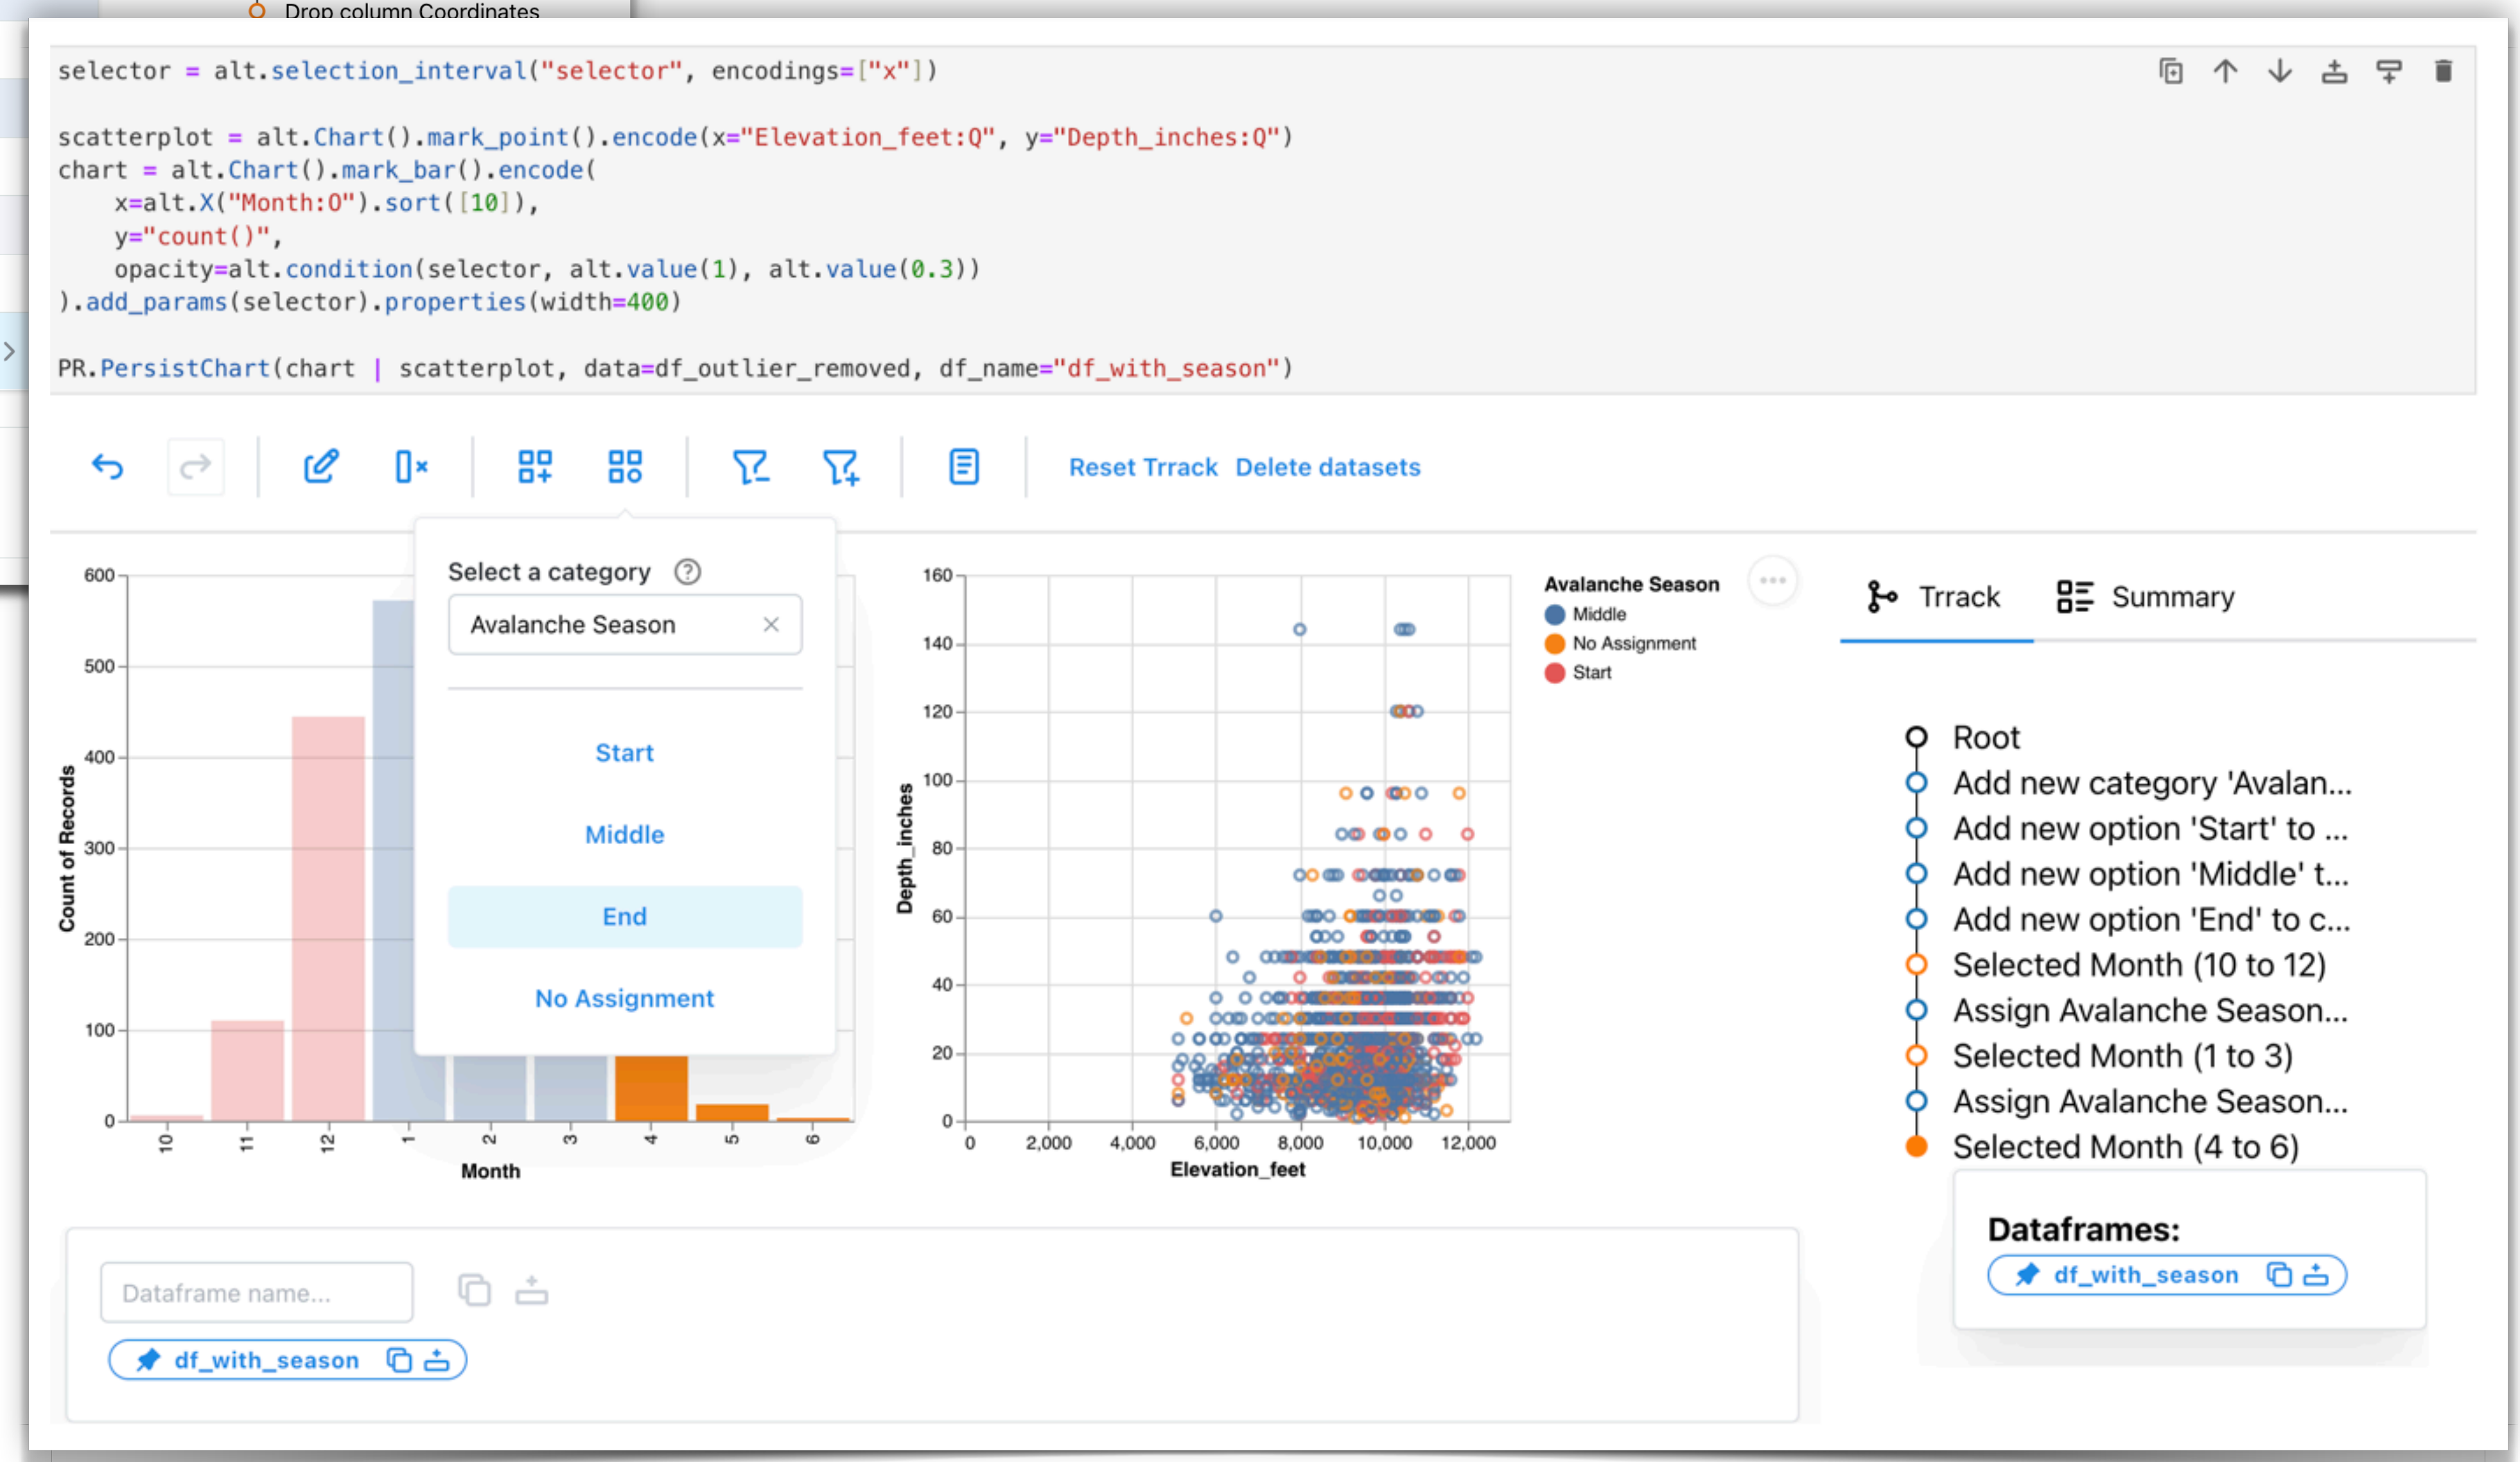 Drop column Coordinates
selector = alt.selection_interval("selector", encodings=["x"])
scatterplot = alt.Chart().mark_point().encode(x="Elevation_feet:Q", y="Depth_inches:Q")
chart = alt.Chart().mark_bar().encode(
x=alt.X("Month:O").sort([10]),
y="count()",
opacity=alt.condition(selector, alt.value(1), alt.value(0.3))
).add_params(selector).properties(width=400)
PR.PersistChart(chart | scatterplot, data=df_outlier_removed, df_name="df_with_season")
Reset Trrack Delete datasets
Select a category ?
Avalanche Season
Start
Middle
End
No Assignment
600
500
400
300
200
100
0
Count of Records
10 11 12 1 2 3 4 5 6
Month
160
140
120
100
80
60
40
20
0
Depth_inches
0 2,000 4,000 6,000 8,000 10,000 12,000
Elevation_feet
Avalanche Season
Middle
No Assignment
Start
Trrack Summary
Root
Add new category 'Avalan...
Add new option 'Start' to ...
Add new option 'Middle' t...
Add new option 'End' to c...
Selected Month (10 to 12)
Assign Avalanche Season...
Selected Month (1 to 3)
Assign Avalanche Season...
Selected Month (4 to 6)
Dataframes:
df_with_season
Dataframe name...
df_with_season